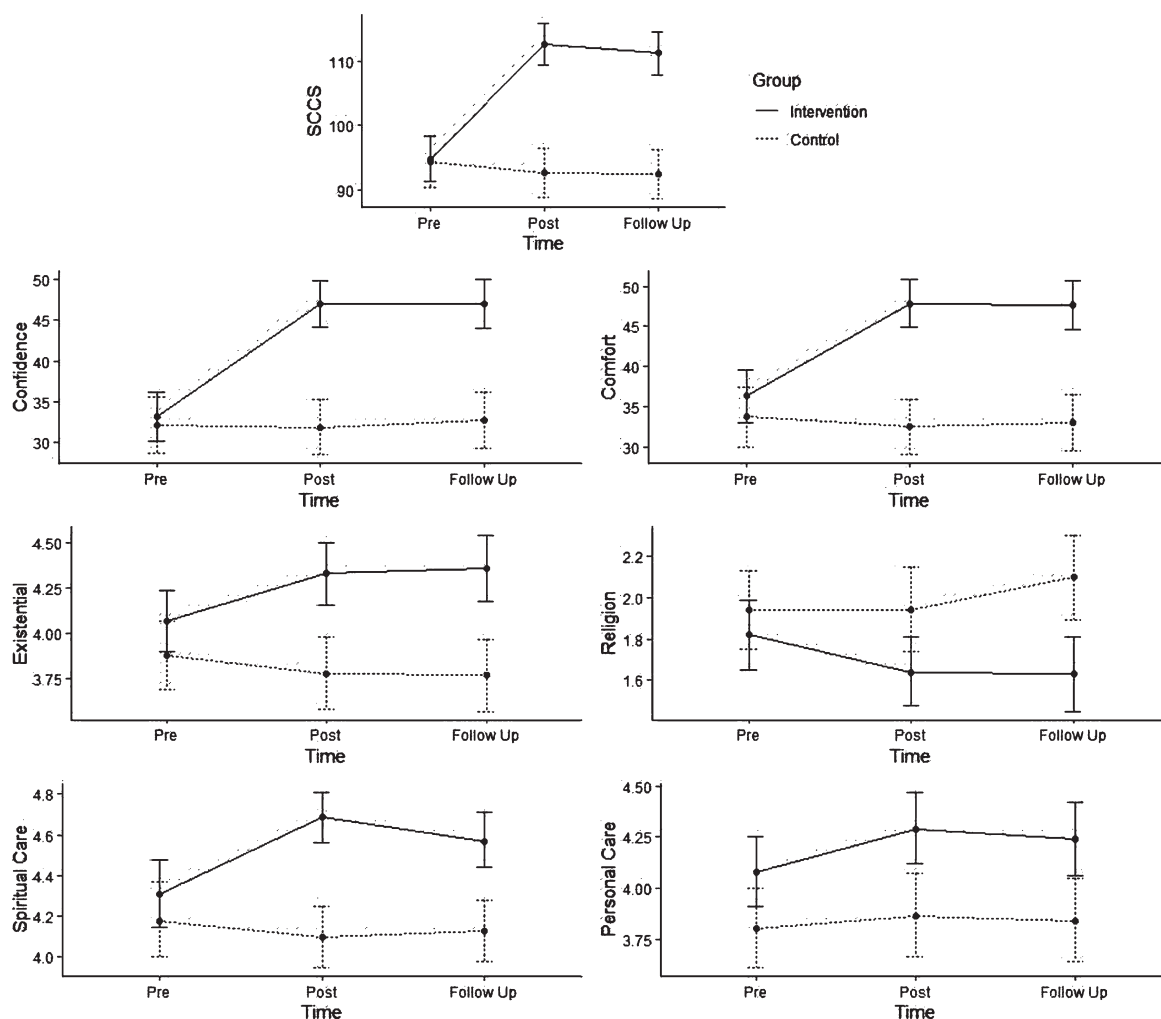 SCCS
110
100
90
Pre
Post
Follow Up
Time
Group
Intervention
Control
Confidence
50
45
40
35
30
Pre
Post
Follow Up
Time
Comfort
50
45
40
35
30
Pre
Post
Follow Up
Time
Existential
4.50
4.25
4.00
3.75
Pre
Post
Follow Up
Time
Religion
2.2
2.0
1.8
1.6
Pre
Post
Follow Up
Time
Spiritual Care
4.8
4.6
4.4
4.2
4.0
Pre
Post
Follow Up
Time
Personal Care
4.50
4.25
4.00
3.75
Pre
Post
Follow Up
Time